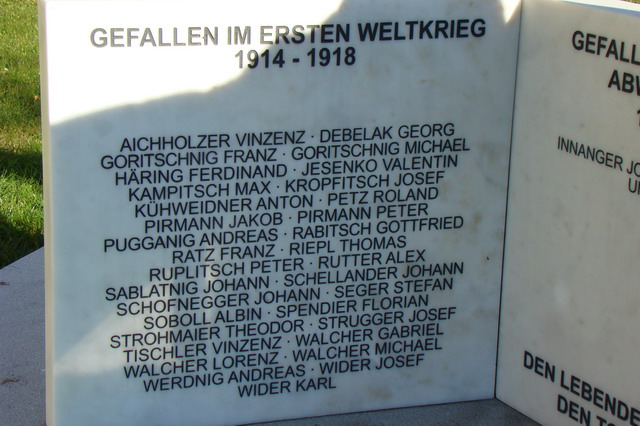 GEFALLEN IM ERSTEN WELTKRIEG
1914 - 1918
AICHHOLZER VINZENZ · DEBELAK GEORG
GORITSCHNIG FRANZ · GORITSCHNIG MICHAEL
HÄRING FERDINAND · JESENKO VALENTIN
KAMPITSCH MAX · KROPFITSCH JOSEF
KÜHWEIDNER ANTON · PETZ ROLAND
PIRMANN JAKOB · PIRMANN PETER
PUGGANIG ANDREAS · RABITSCH GOTTFRIED
RATZ FRANZ · RIEPL THOMAS
RUPLITSCH PETER · RUTTER ALEX
SABLATNIG JOHANN · SCHELLANDER JOHANN
SCHOFNEGGER JOHANN · SEGER STEFAN
SOBOLL ALBIN · SPENDIER FLORIAN
STROHMAIER THEODOR · STRUGGER JOSEF
TISCHLER VINZENZ · WALCHER GABRIEL
WALCHER LORENZ · WALCHER MICHAEL
WERDNIG ANDREAS · WIDER JOSEF
WIDER KARL
GEFALL
ABW
1
INNANGER JO
U
DEN LEBENDE
DEN TO